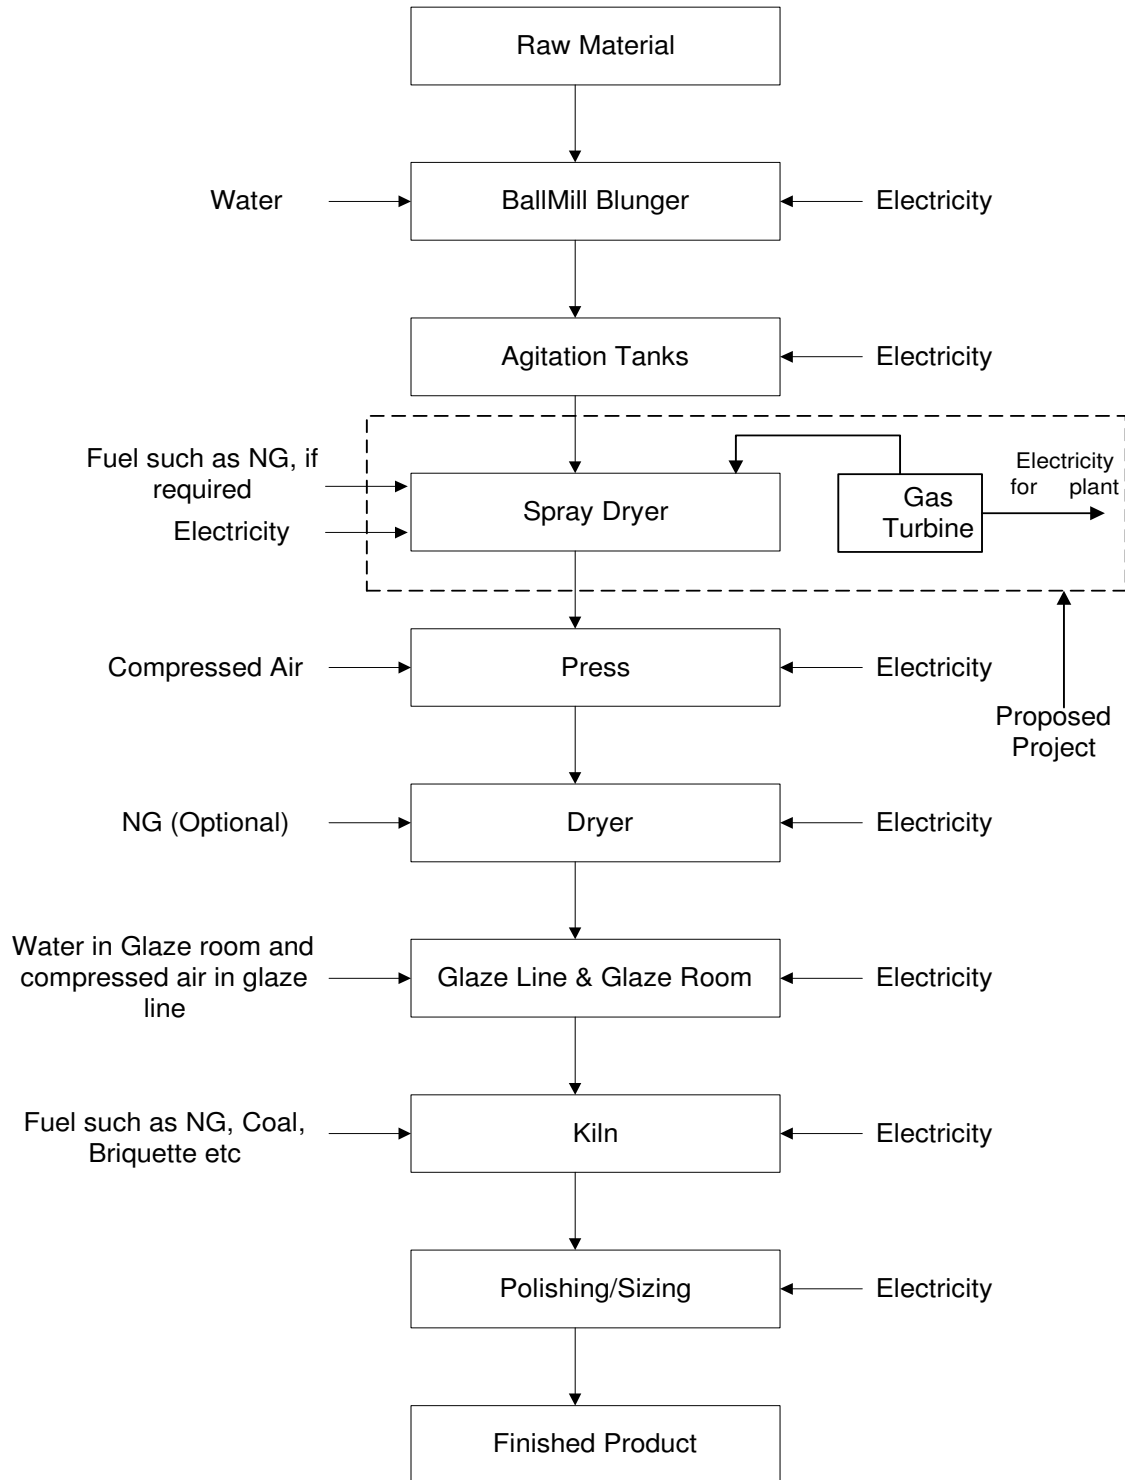 Raw Material
Water
BallMill Blunger
Electricity
Agitation Tanks
Electricity
Fuel such as NG, if
required
Electricity
Spray Dryer
Gas
Turbine
Electricity
for plant
Compressed Air
Press
Electricity
Proposed
Project
NG (Optional)
Dryer
Electricity
Water in Glaze room and
compressed air in glaze
line
Glaze Line & Glaze Room
Electricity
Fuel such as NG, Coal,
Briquette etc
Kiln
Electricity
Polishing/Sizing
Electricity
Finished Product